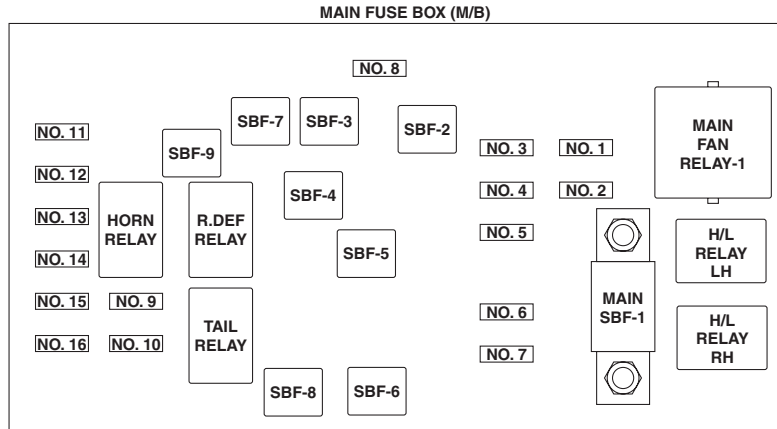 MAIN FUSE BOX (M/B)
NO. 8
SBF-7
SBF-3
SBF-2
NO. 11
SBF-9
NO. 3
NO. 1
MAIN
FAN
RELAY-1
NO. 12
SBF-4
NO. 4
NO. 2
NO. 13
HORN
RELAY
R.DEF
RELAY
NO. 5
SBF-5
H/L
RELAY
LH
NO. 14
NO. 15
NO. 9
MAIN
SBF-1
NO. 6
TAIL
RELAY
H/L
RELAY
RH
NO. 16
NO. 10
NO. 7
SBF-8
SBF-6